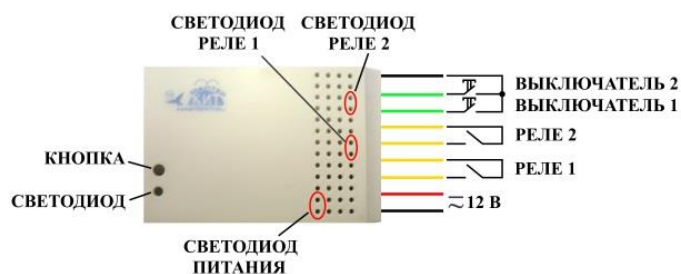 СВЕТОДИОД
РЕЛЕ 1
СВЕТОДИОД
РЕЛЕ 2
КИТ
ВЫКЛЮЧАТЕЛЬ 2
ВЫКЛЮЧАТЕЛЬ 1
РЕЛЕ 2
РЕЛЕ 1
КНОПКА
СВЕТОДИОД
12 В
СВЕТОДИОД
ПИТАНИЯ